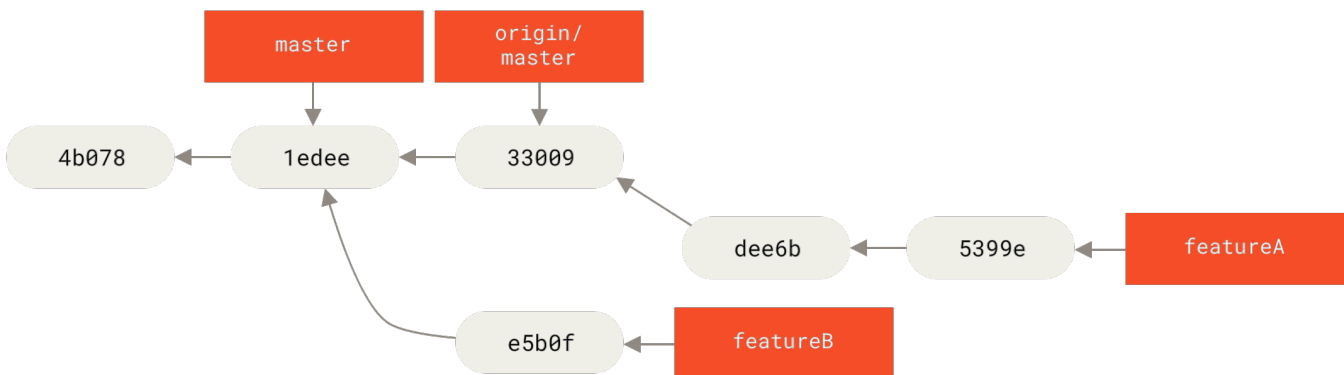 master
origin/
master
4b078
1edee
33009
dee6b
5399e
featureA
e5b0f
featureB